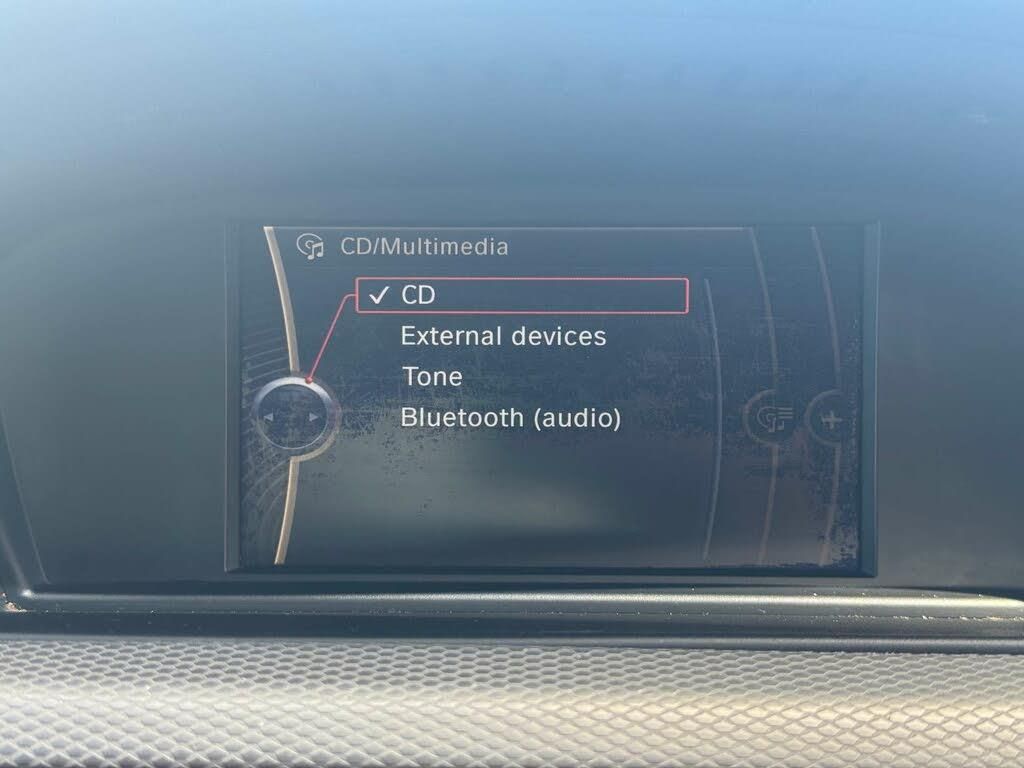 CD/Multimedia
✓ CD
External devices
Tone
Bluetooth (audio)